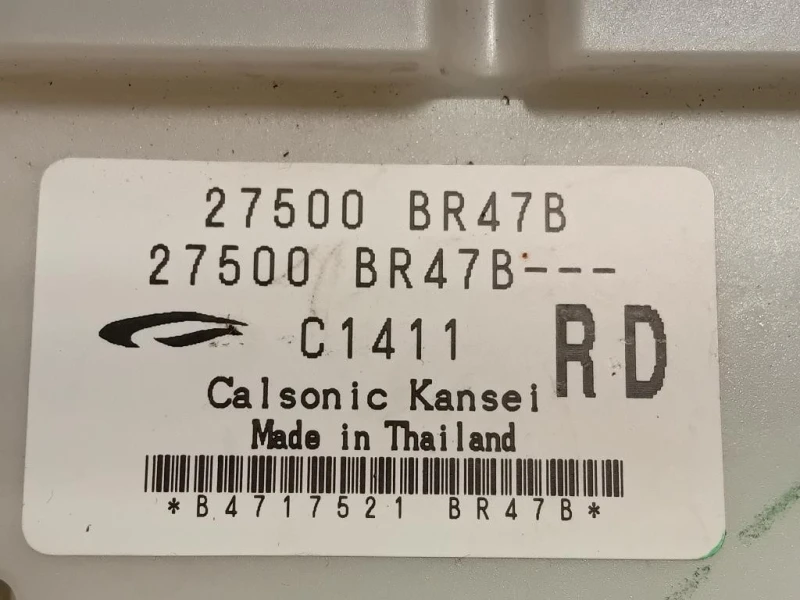 27500 BR47B
27500 BR47B---
C1411 RD
Calsonic Kansei
Made in Thailand
*B4717521 BR47B*